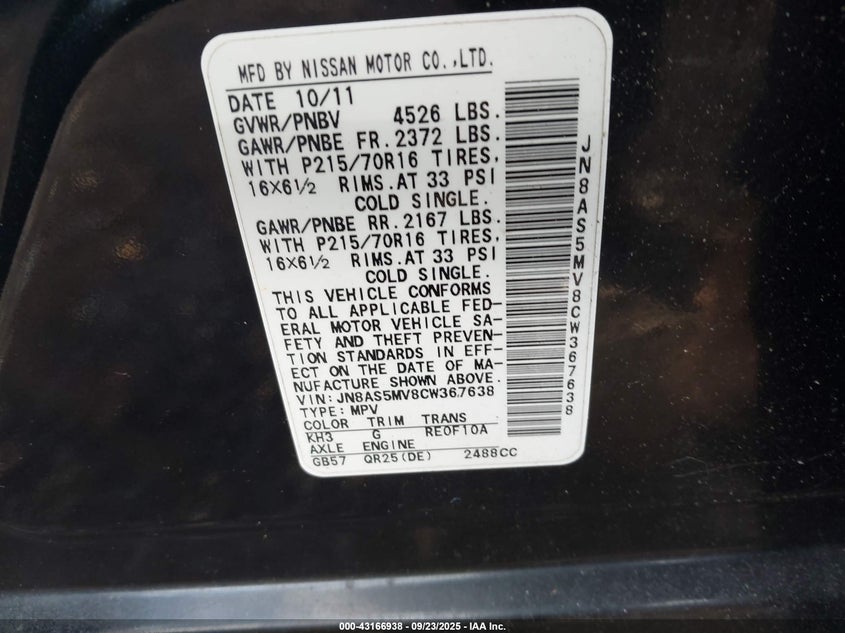 MFD BY NISSAN MOTOR CO.,LTD.
DATE 10/11
GVWR/PNBV 4526 LBS.
GAWR/PNBE FR.2372 LBS.
WITH P215/70R16 TIRES,
16X6½ RIMS.AT 33 PSI
COLD SINGLE.
GAWR/PNBE RR.2167 LBS.
WITH P215/70R16 TIRES,
16X6½ RIMS.AT 33 PSI
COLD SINGLE.
THIS VEHICLE CONFORMS
TO ALL APPLICABLE FED-
ERAL MOTOR VEHICLE SA-
FETY AND THEFT PREVEN-
TION STANDARDS IN EFF-
ECT ON THE DATE OF MA-
NUFACTURE SHOWN ABOVE.
VIN: JN8AS5MV8CW367638
TYPE: MPV
COLOR TRIM TRANS
KH3 G RE0F10A
AXLE ENGINE
GB57 QR25(DE) 2488CC
JN8AS5MV8CW367638
000-43166938 - 09/23/2025 - IAA Inc.